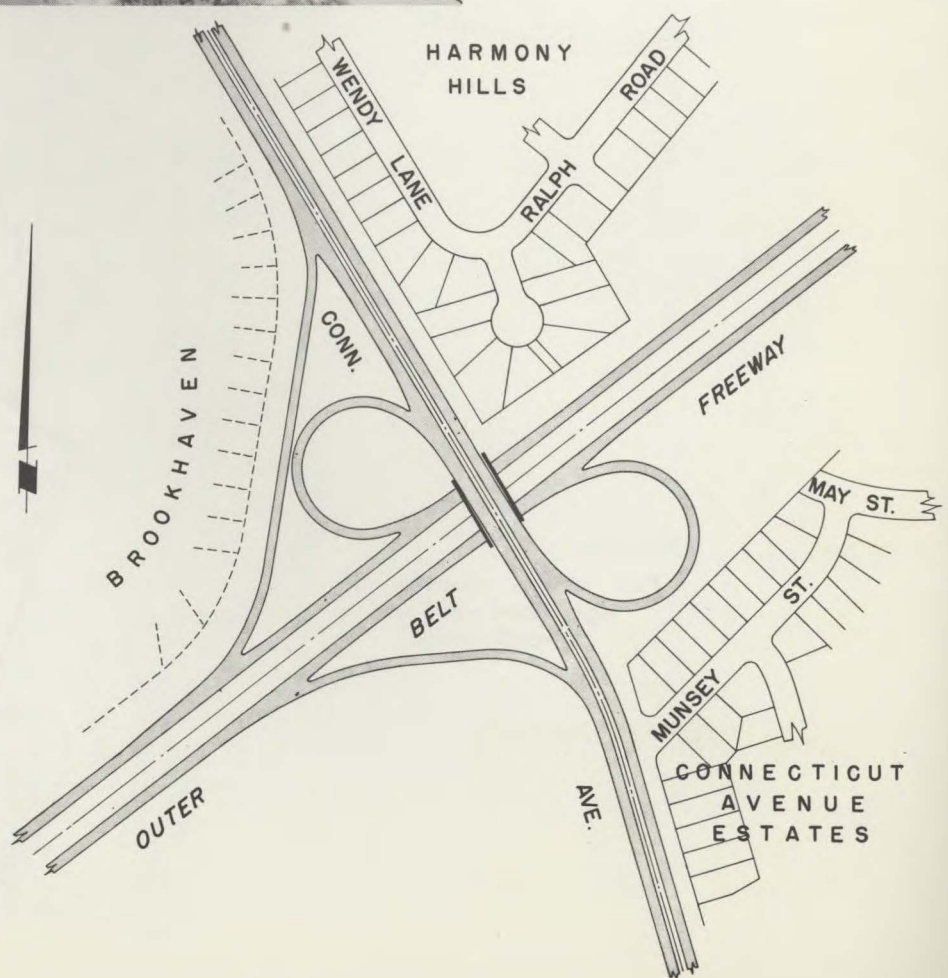 HARMONY
HILLS
WENDY
LANE
RALPH
ROAD
CONN.
BROOKHAVEN
FREEWAY
MAY ST.
BELT
ST.
MUNSEY
CONNECTICUT
AVENUE
ESTATES
AVE.
OUTER